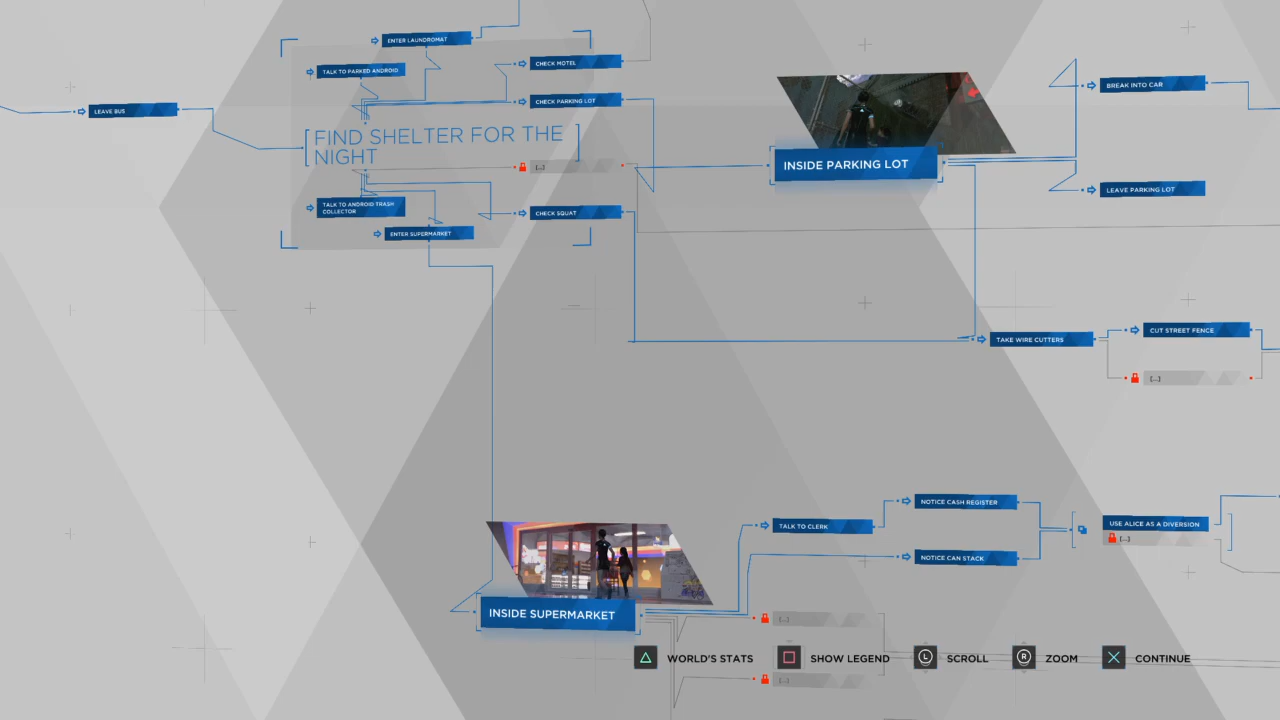 ENTER LAUNDROMAT
TALK TO PARKED ANDROID
CHECK MOTEL
BREAK INTO CAR
CHECK PARKING LOT
LEAVE BUS
FIND SHELTER FOR THE
NIGHT
[...]
INSIDE PARKING LOT
LEAVE PARKING LOT
TALK TO ANDROID TRASH
COLLECTOR
CHECK SQUAT
ENTER SUPERMARKET
CUT STREET FENCE
TAKE WIRE CUTTERS
[...]
NOTICE CASH REGISTER
TALK TO CLERK
USE ALICE AS A DIVERSION
[...]
NOTICE CAN STACK
INSIDE SUPERMARKET
[...]
WORLD'S STATS
SHOW LEGEND
L
SCROLL
R
ZOOM
CONTINUE
[...]